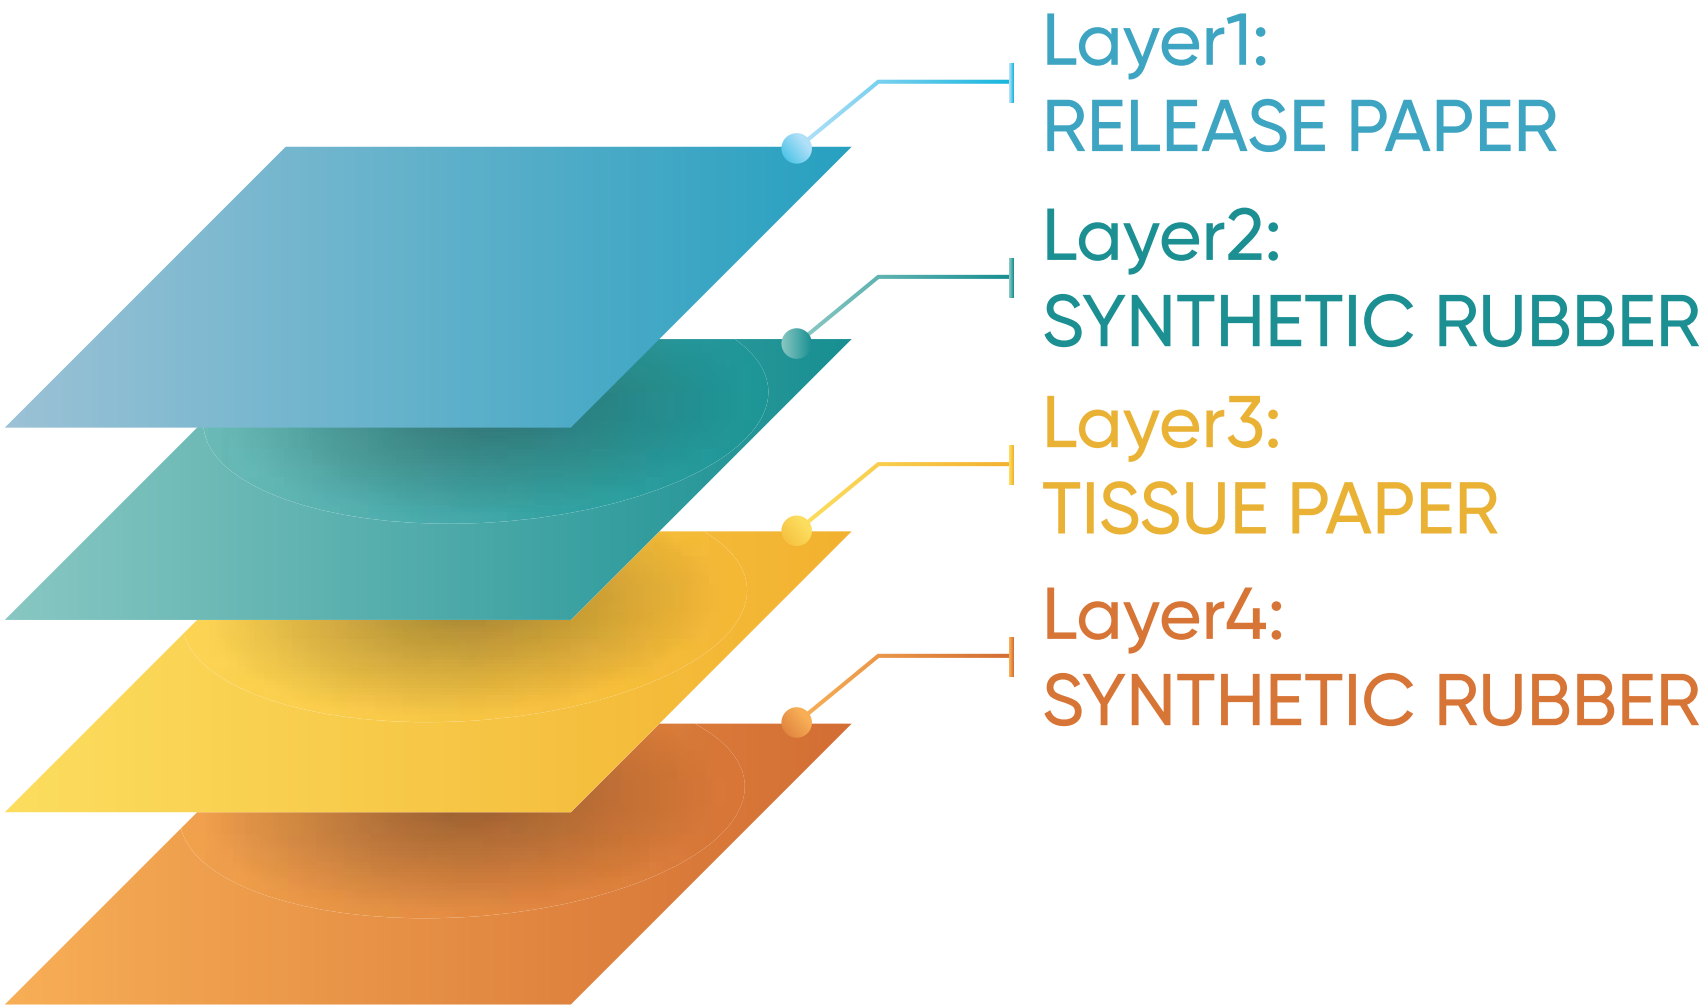 Layer1:
RELEASE PAPER
Layer2:
SYNTHETIC RUBBER
Layer3:
TISSUE PAPER
Layer4:
SYNTHETIC RUBBER